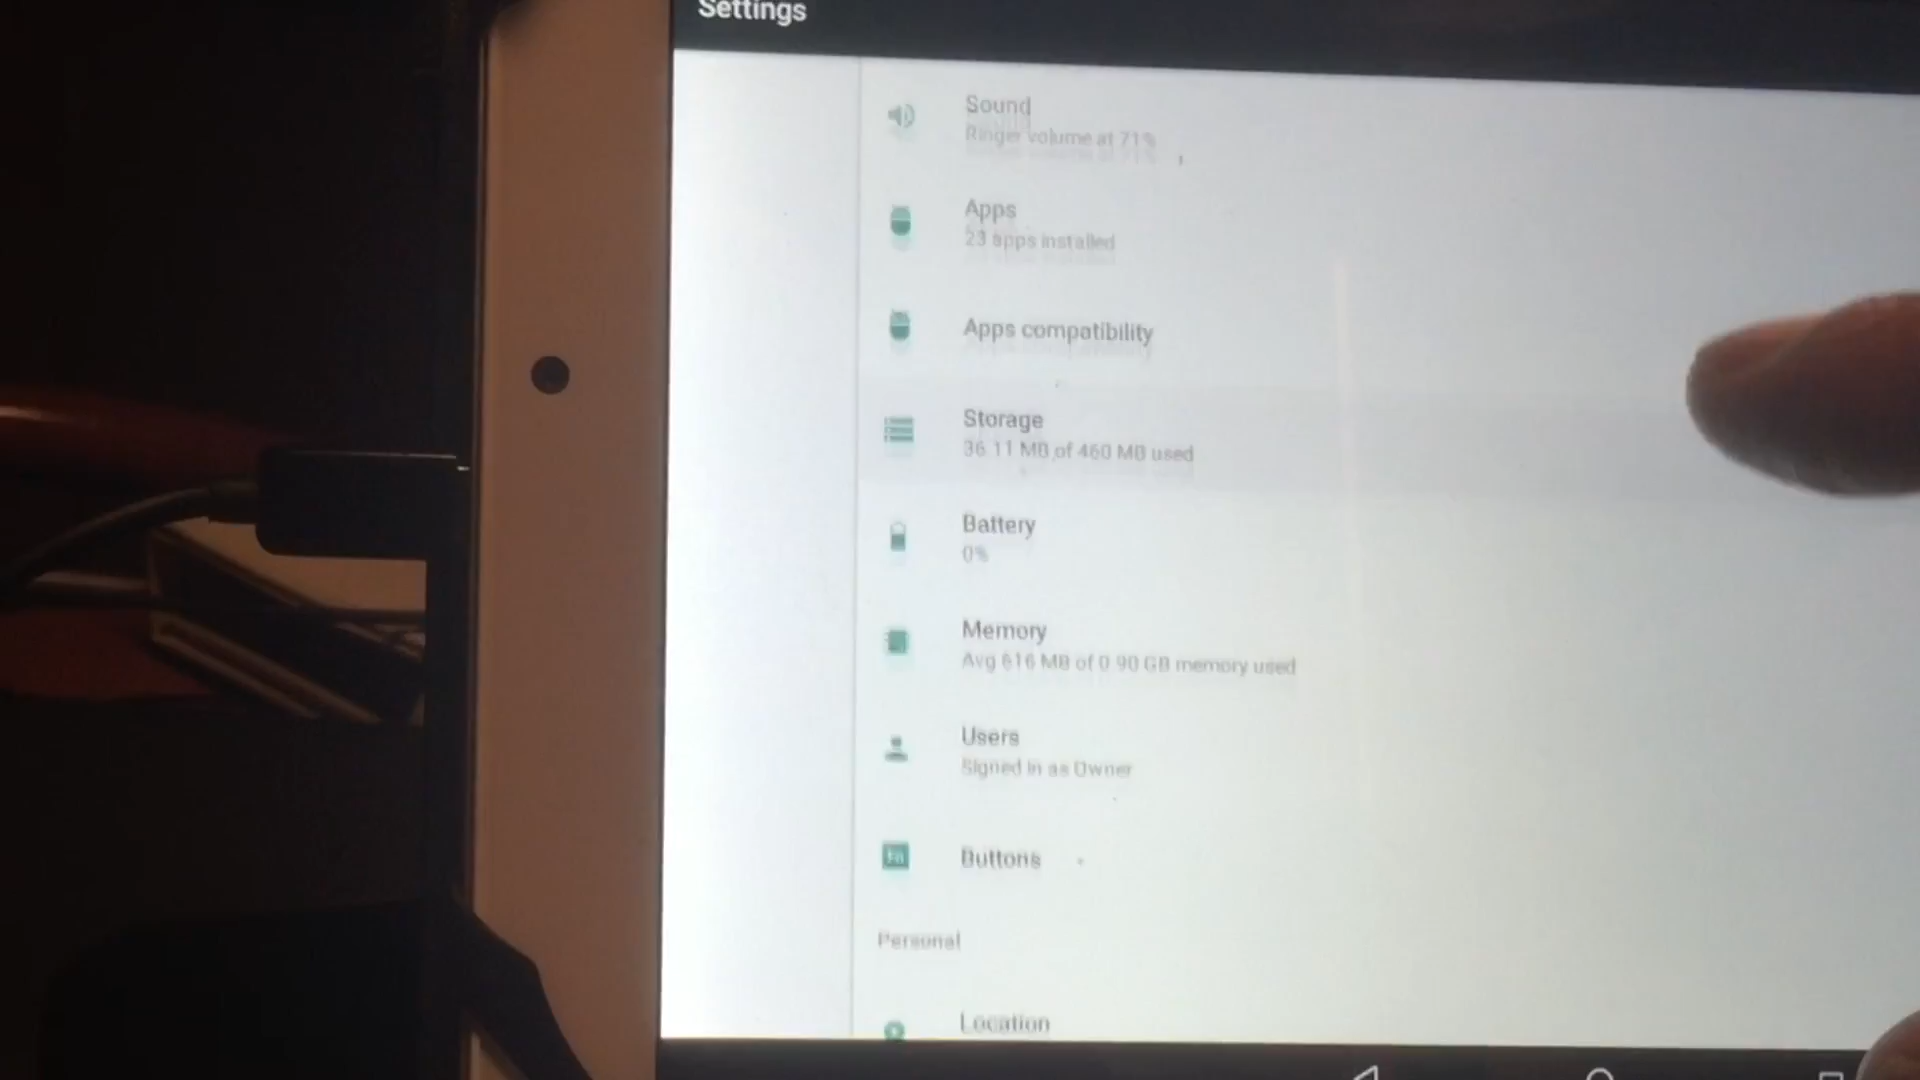 Settings
Sound
Ringer volume at 71%
Apps
23 apps installed
Apps compatibility
Storage
36.11 MB of 460 MB used
Battery
0%
Memory
Avg 616 MB of 0.90 GB memory used
Users
Signed in as Owner
Buttons
Personal
Location